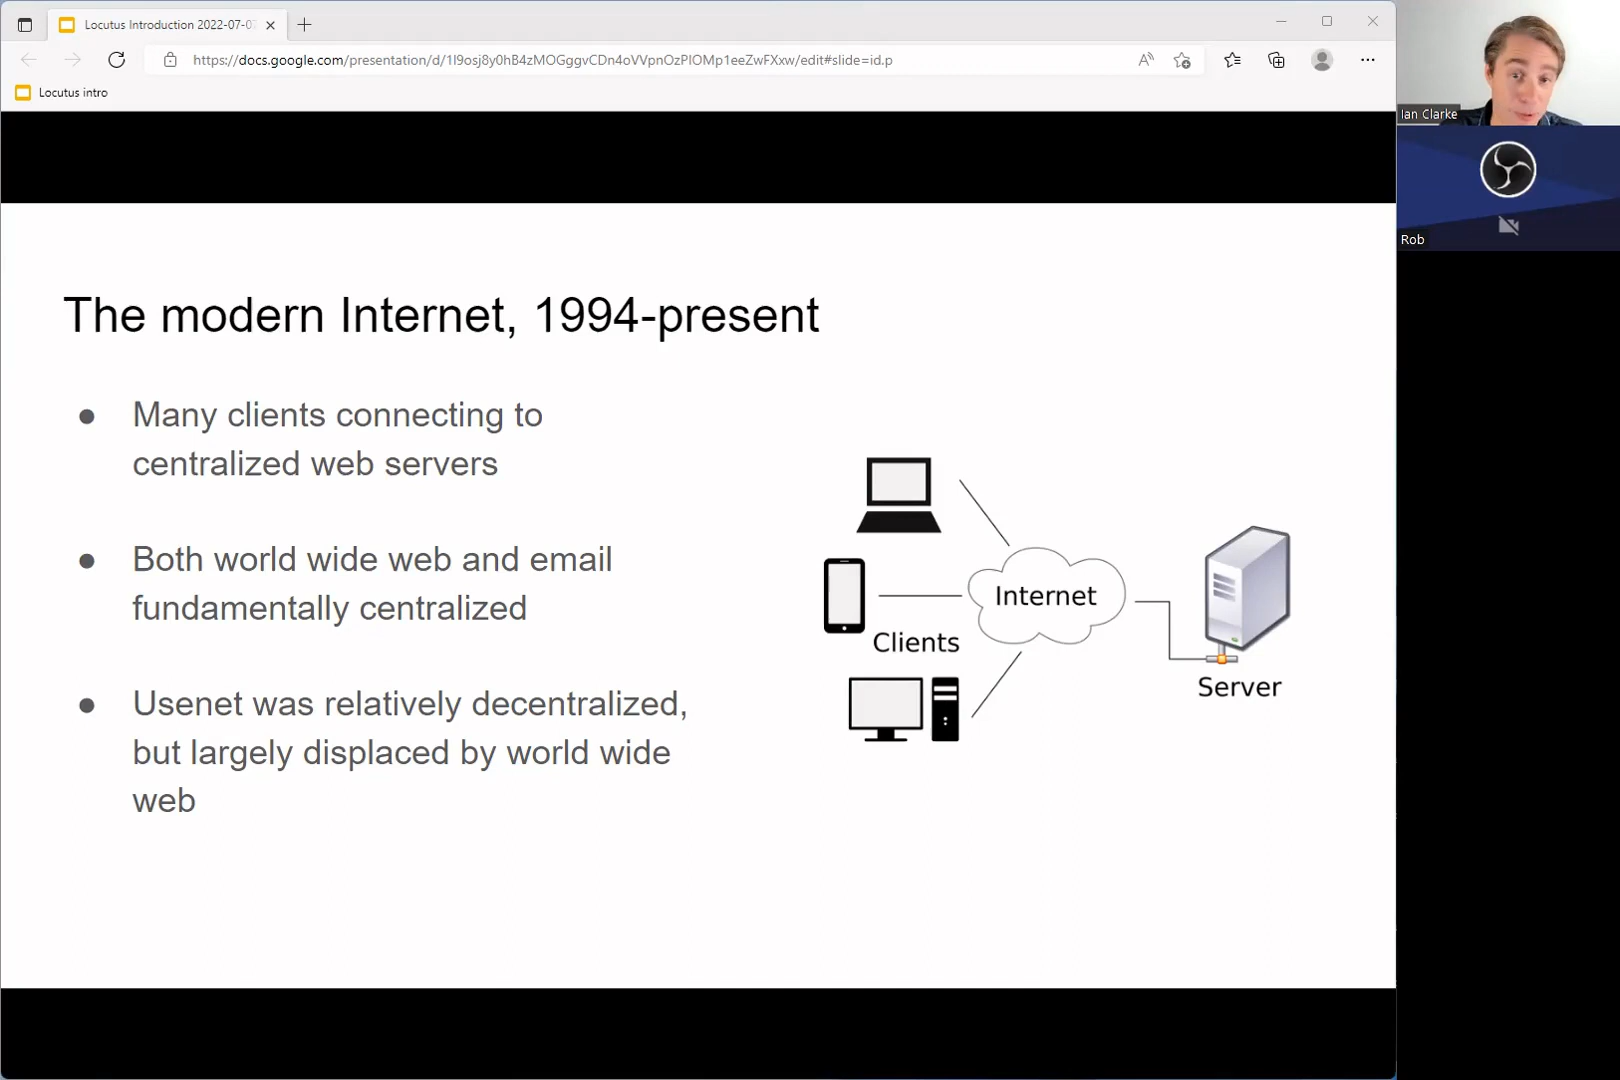 Locutus Introduction 2022-07-0
https://docs.google.com/presentation/d/1l9osj8y0hB4zMOGggvCDn4oVVpnOzPlOMp1eeZwFXxw/edit#slide=id.p
Locutus intro
Ian Clarke
Rob
The modern Internet, 1994-present
● Many clients connecting to
centralized web servers
● Both world wide web and email
fundamentally centralized
● Usenet was relatively decentralized,
but largely displaced by world wide
web
Internet
Clients
Server